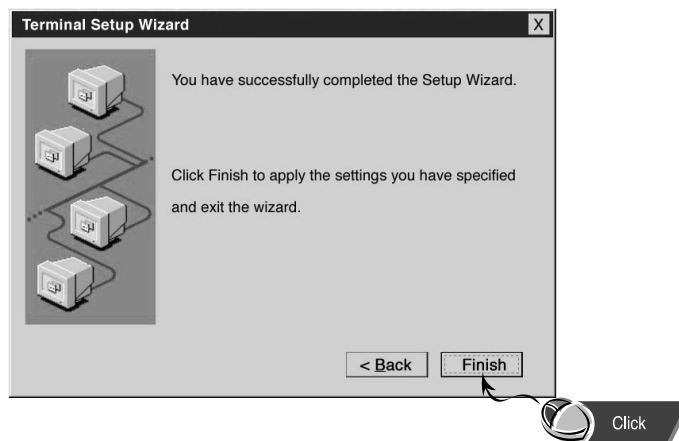 Terminal Setup Wizard
X
You have successfully completed the Setup Wizard.
Click Finish to apply the settings you have specified
and exit the wizard.
< Back
Finish
Click